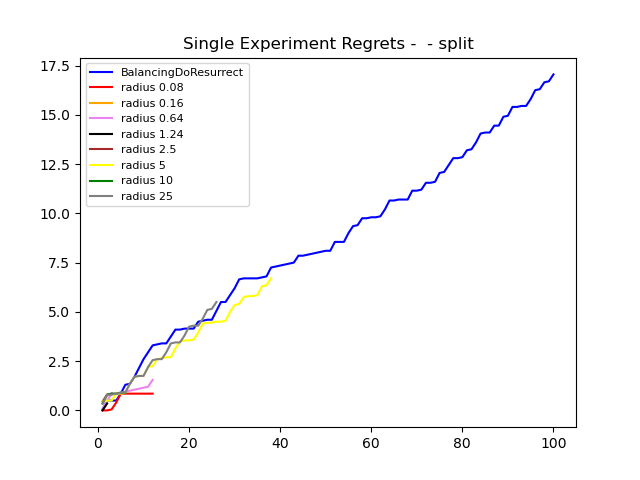 Single Experiment Regrets -  - split
17.5
15.0
12.5
10.0
7.5
5.0
2.5
0.0
BalancingDoResurrect
radius 0.08
radius 0.16
radius 0.64
radius 1.24
radius 2.5
radius 5
radius 10
radius 25
0 20 40 60 80 100